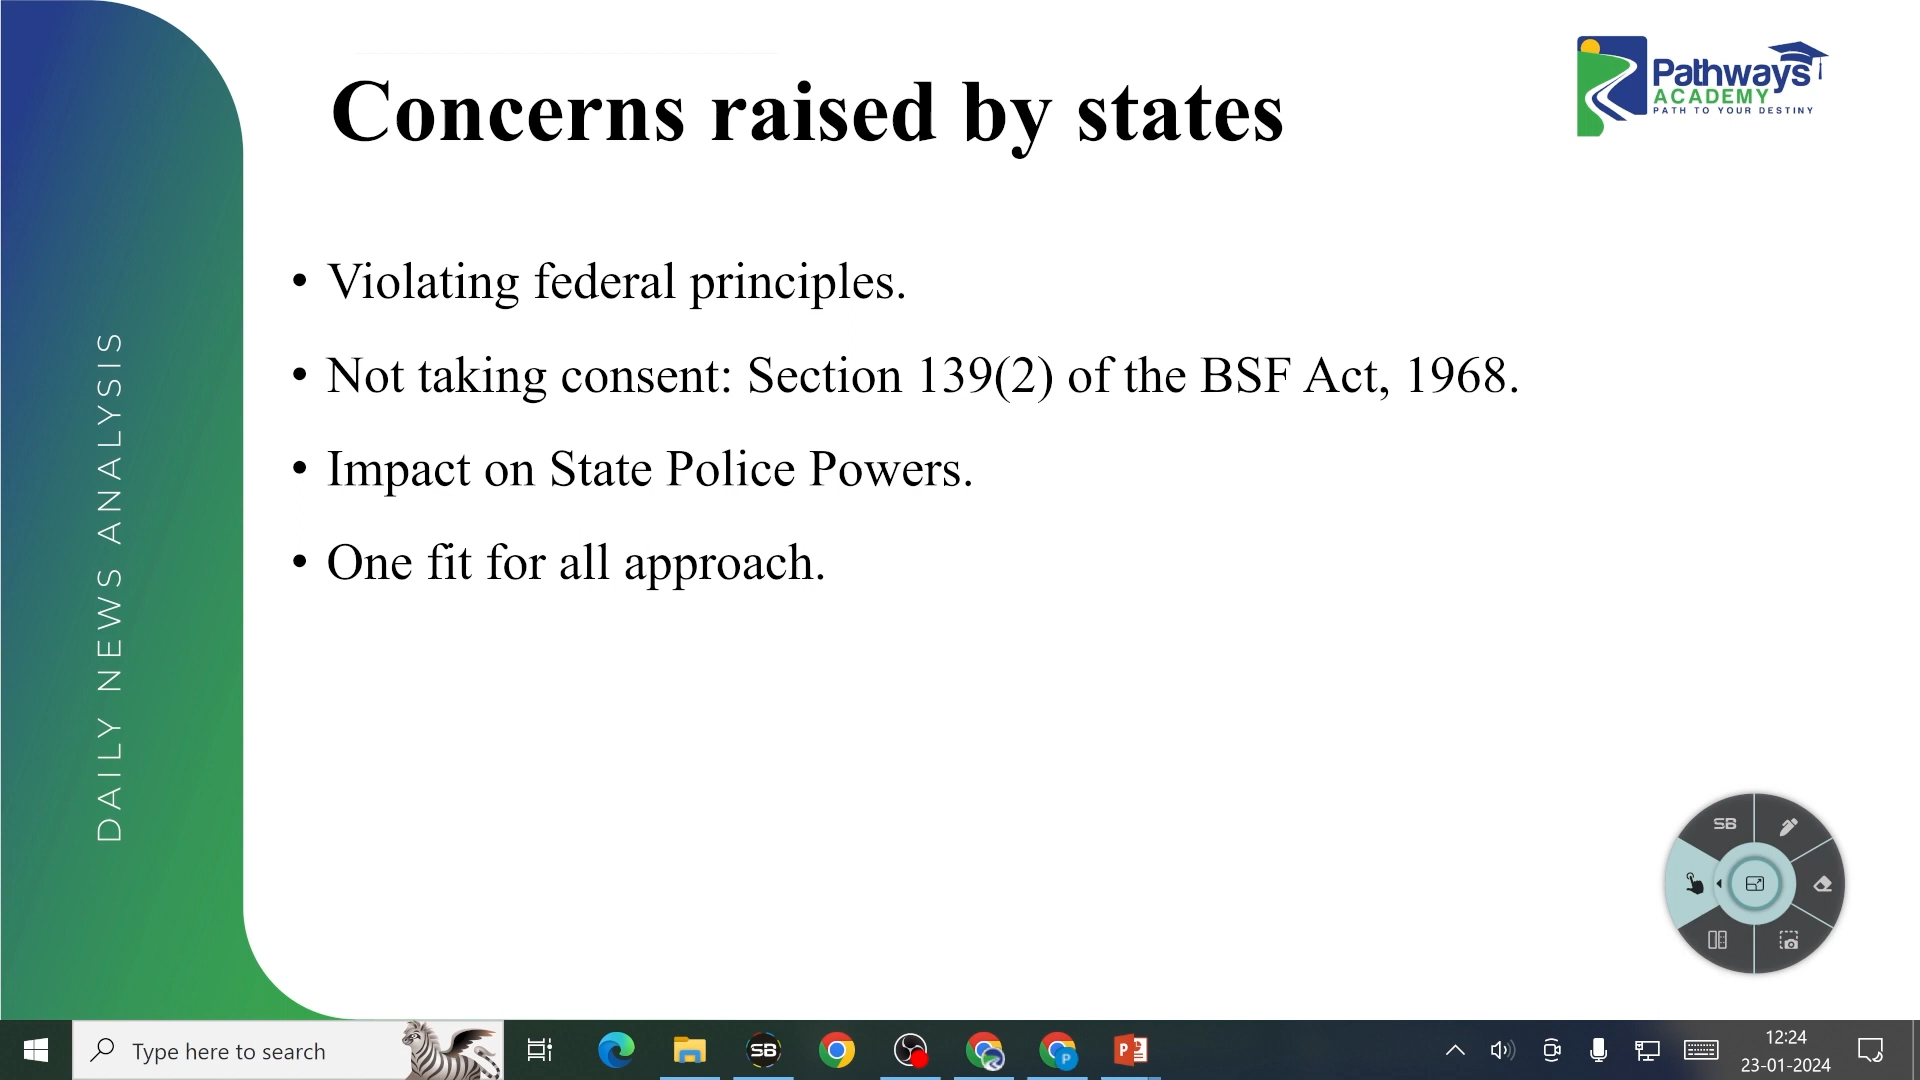 Concerns raised by states
Pathways
ACADEMY
PATH TO YOUR DESTINY
• Violating federal principles.
• Not taking consent: Section 139(2) of the BSF Act, 1968.
• Impact on State Police Powers.
• One fit for all approach.
DAILY NEWS ANALYSIS
SB
Type here to search
SB
P
P
12:24
23-01-2024